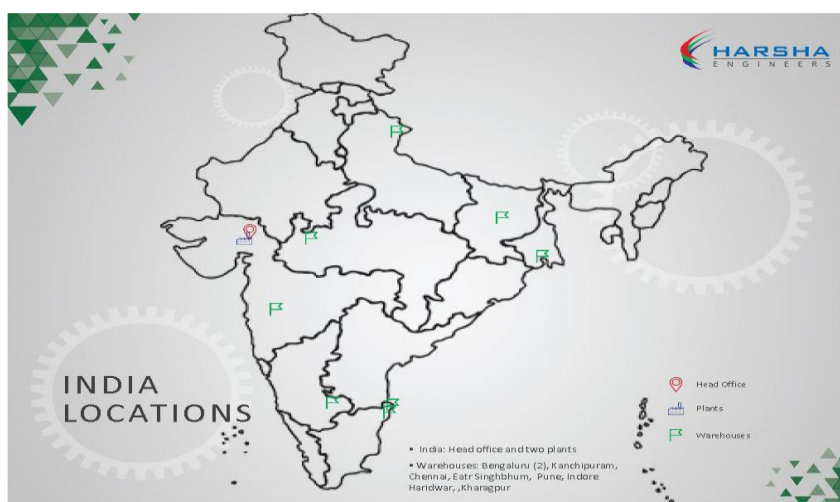 HARSHA
ENGINEERS
INDIA
LOCATIONS
Head Office
Plants
Warehouses
▪ India: Head office and two plants
▪ Warehouses: Bengaluru (2), Kanchipuram,
Chennai, Eatr Singhbhum, Pune, Indore
Haridwar, ,Kharagpur